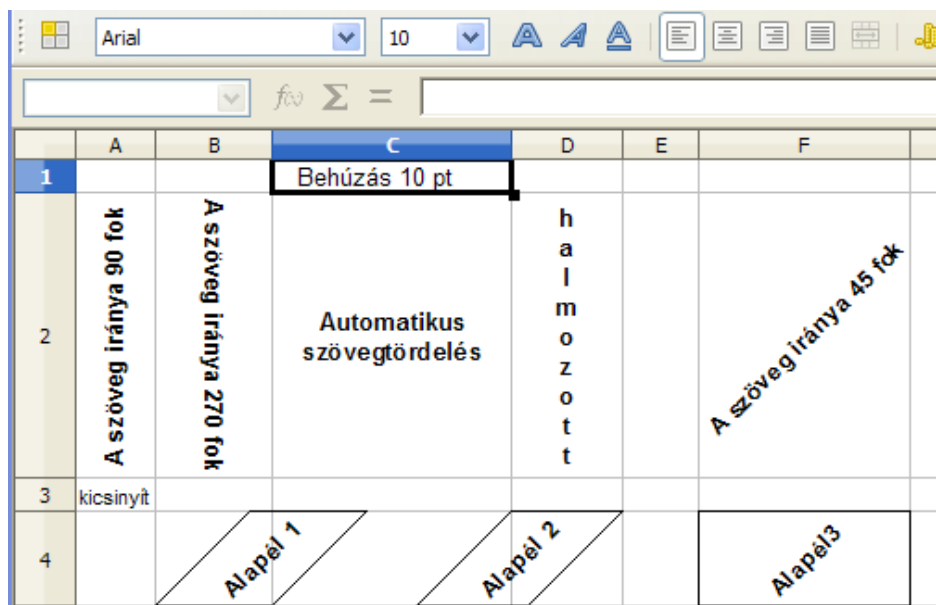 Arial 10
A A A
f(x) Σ =
A B C D E F
1 Behúzás 10 pt
2
A szöveg iránya 90 fok
A szöveg iránya 270 fok
Automatikus
szövegtördelés
h
a
l
m
o
z
o
t
t
A szöveg iránya 45 fok
3 kicsinyít
4 Alapél 1 Alapél 2 Alapél3